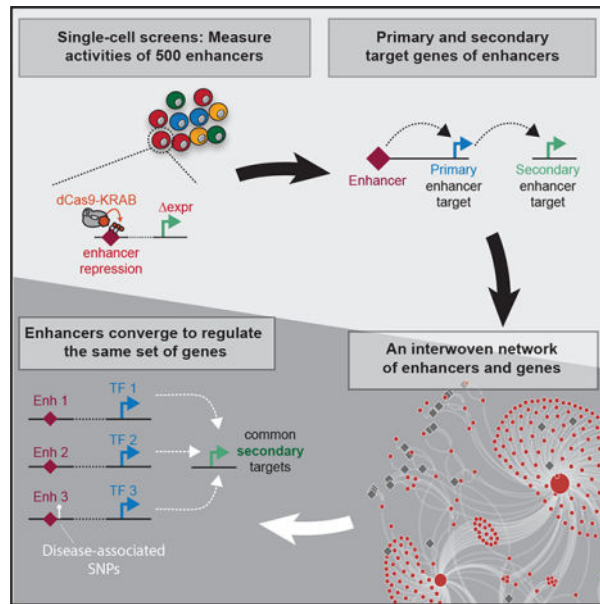 Single-cell screens: Measure
activities of 500 enhancers
dCas9-KRAB
Δexpr
enhancer
repression
Primary and secondary
target genes of enhancers
Enhancer
Primary
enhancer
target
Secondary
enhancer
target
An interwoven network
of enhancers and genes
Enhancers converge to regulate
the same set of genes
Enh 1
TF 1
Enh 2
TF 2
Enh 3
TF 3
common
secondary
targets
Disease-associated
SNPs